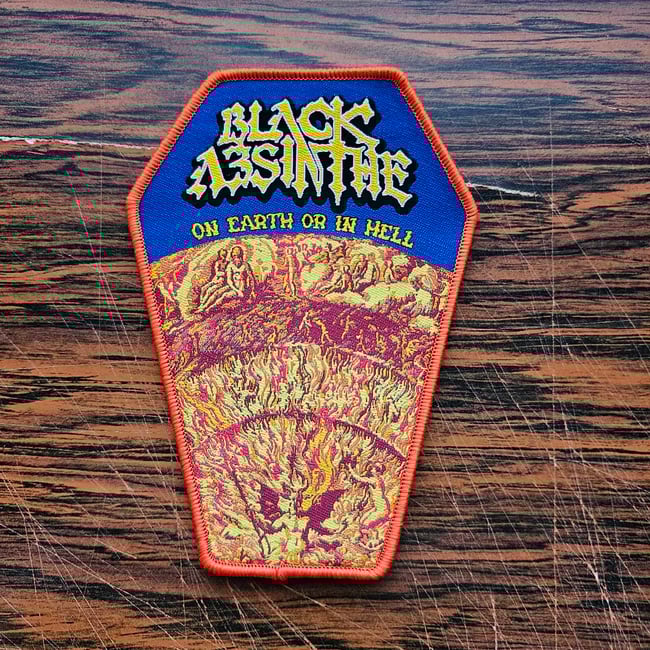 BLACK
ABSINTHE
ON EARTH OR IN HELL